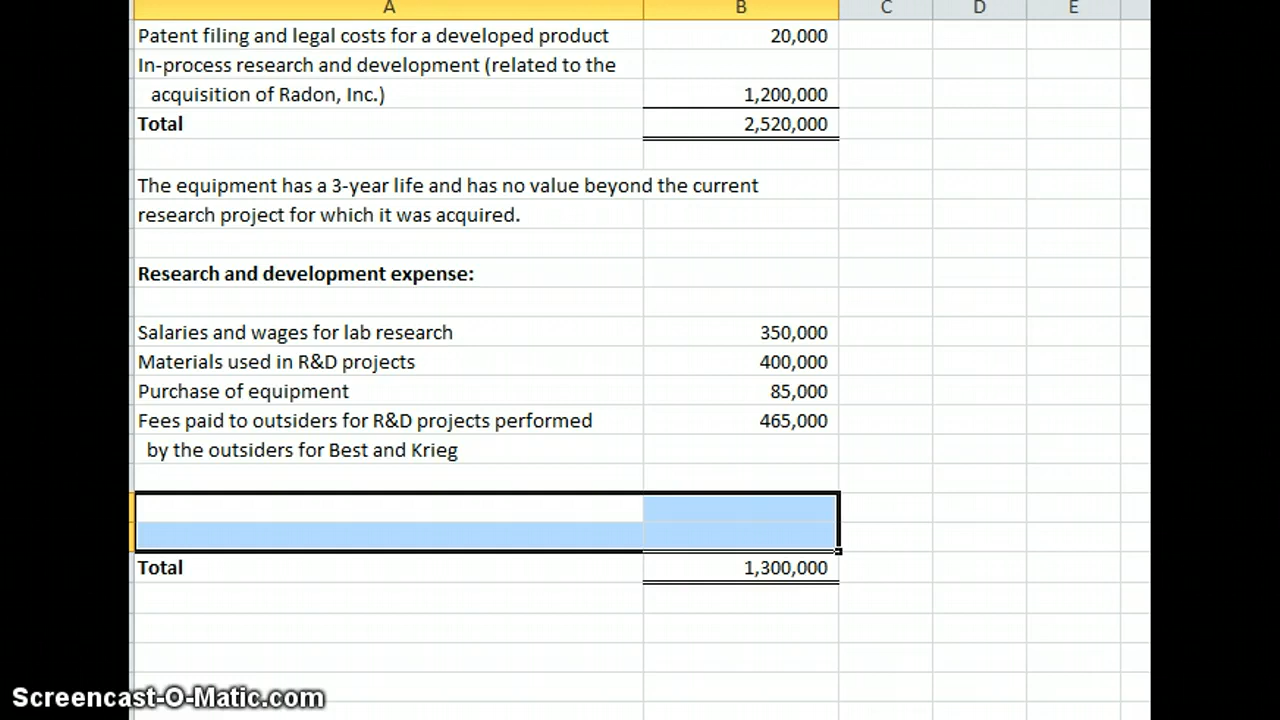 A B C D E
Patent filing and legal costs for a developed product 20,000
In-process research and development (related to the
acquisition of Radon, Inc.) 1,200,000
Total 2,520,000
The equipment has a 3-year life and has no value beyond the current
research project for which it was acquired.
Research and development expense:
Salaries and wages for lab research 350,000
Materials used in R&D projects 400,000
Purchase of equipment 85,000
Fees paid to outsiders for R&D projects performed 465,000
by the outsiders for Best and Krieg
Total 1,300,000
Screencast-O-Matic.com